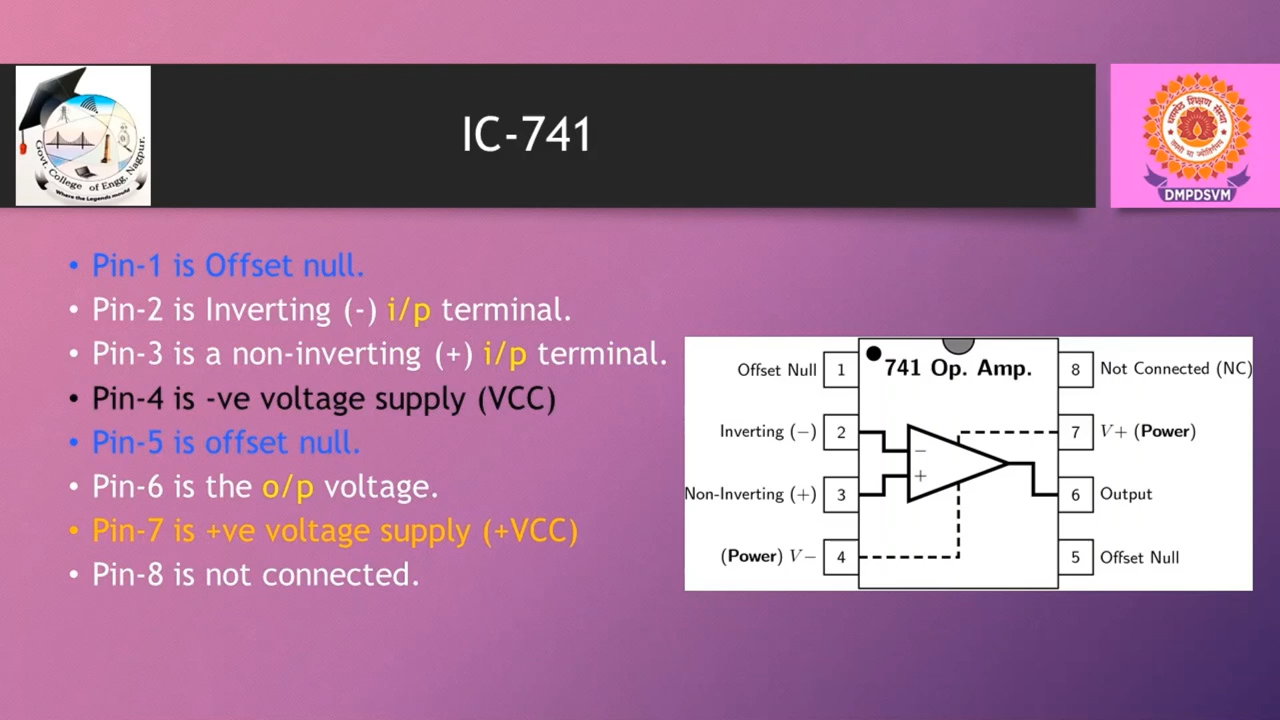 Govt. College of Engg. Nagpur.
Where the Legends mould
IC-741
DMPDSVM
• Pin-1 is Offset null.
• Pin-2 is Inverting (-) i/p terminal.
• Pin-3 is a non-inverting (+) i/p terminal.
• Pin-4 is -ve voltage supply (VCC)
• Pin-5 is offset null.
• Pin-6 is the o/p voltage.
• Pin-7 is +ve voltage supply (+VCC)
• Pin-8 is not connected.
741 Op. Amp.
Offset Null 1
8 Not Connected (NC)
Inverting (−) 2
−
7 V+ (Power)
+
Non-Inverting (+) 3
6 Output
(Power) V− 4
5 Offset Null